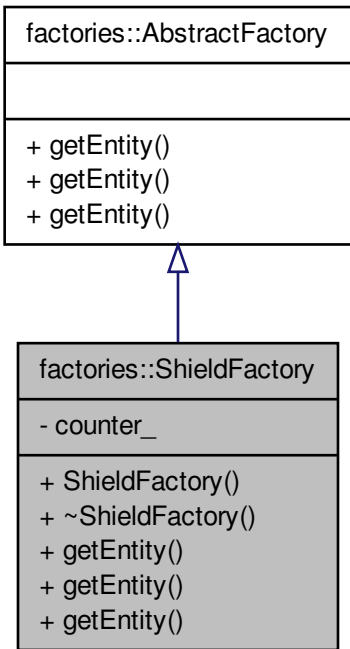 factories::AbstractFactory
+ getEntity()
+ getEntity()
+ getEntity()
factories::ShieldFactory
- counter_
+ ShieldFactory()
+ ~ShieldFactory()
+ getEntity()
+ getEntity()
+ getEntity()